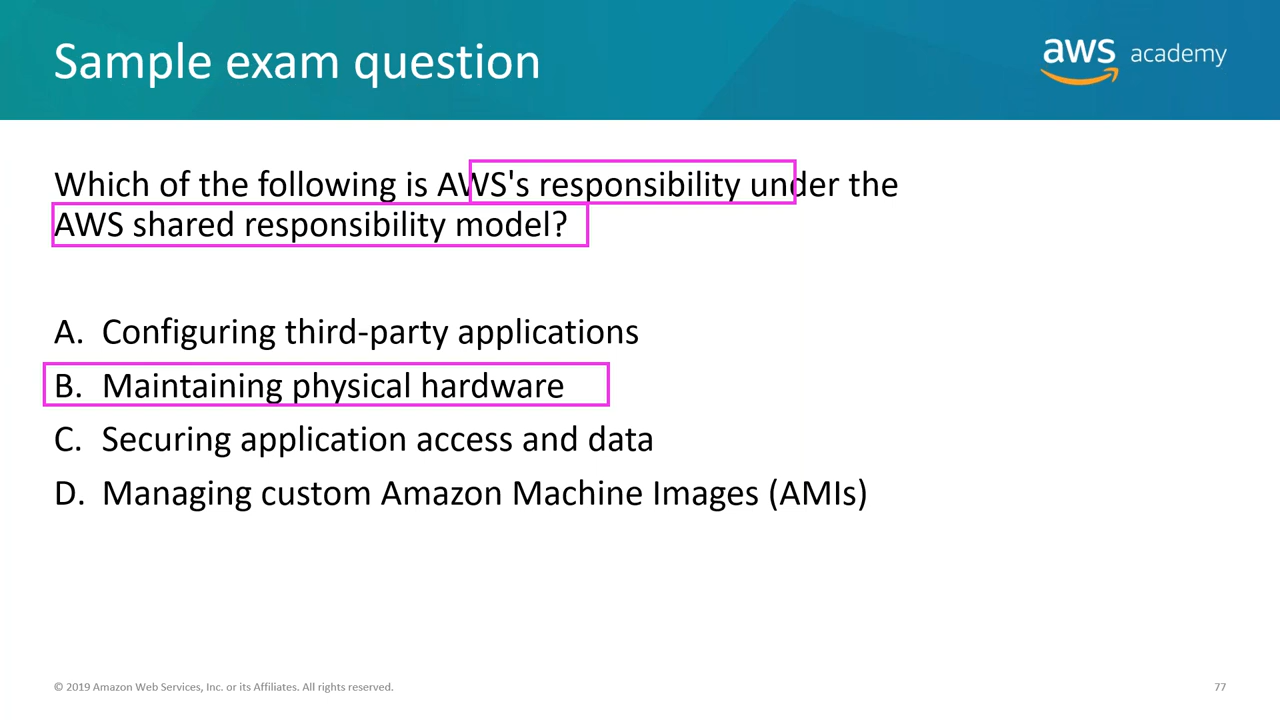 Sample exam question
aws academy
Which of the following is AWS's responsibility under the
AWS shared responsibility model?
A. Configuring third-party applications
B. Maintaining physical hardware
C. Securing application access and data
D. Managing custom Amazon Machine Images (AMIs)
© 2019 Amazon Web Services, Inc. or its Affiliates. All rights reserved.
77